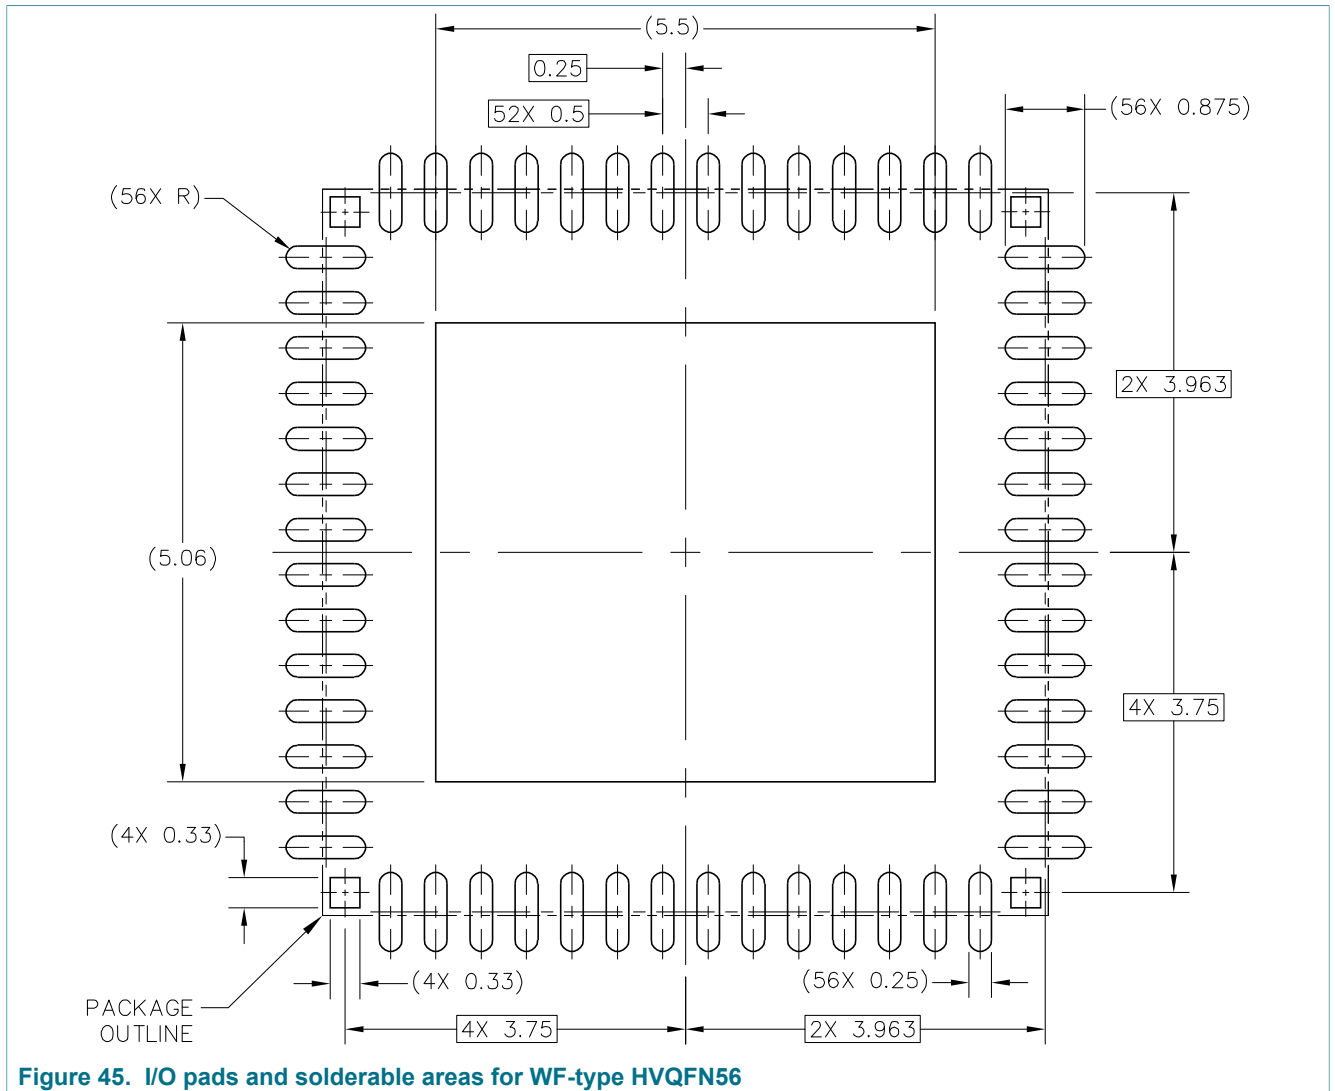 (5.5)
0.25
52X 0.5
(56X 0.875)
(56X R)
2X 3.963
(5.06)
4X 3.75
(4X 0.33)
(4X 0.33)
(56X 0.25)
PACKAGE
OUTLINE
4X 3.75
2X 3.963
Figure 45. I/O pads and solderable areas for WF-type HVQFN56